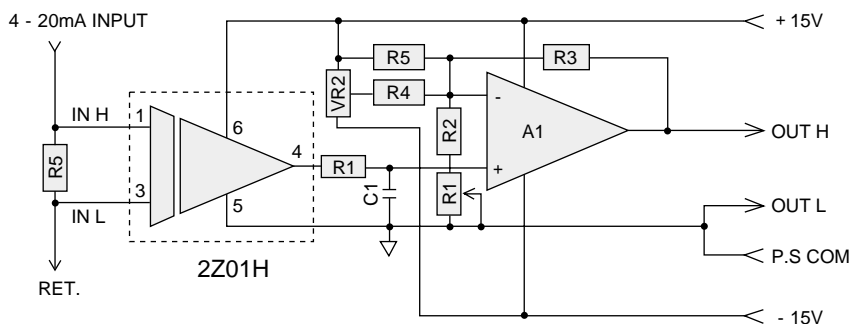 4 - 20mA INPUT
+ 15V
R5
R3
VR2
R4
IN H
1
6
-
A1
R2
4
OUT H
R5
R1
+
3
C1
R1
5
OUT L
IN L
2Z01H
P.S COM
RET.
- 15V